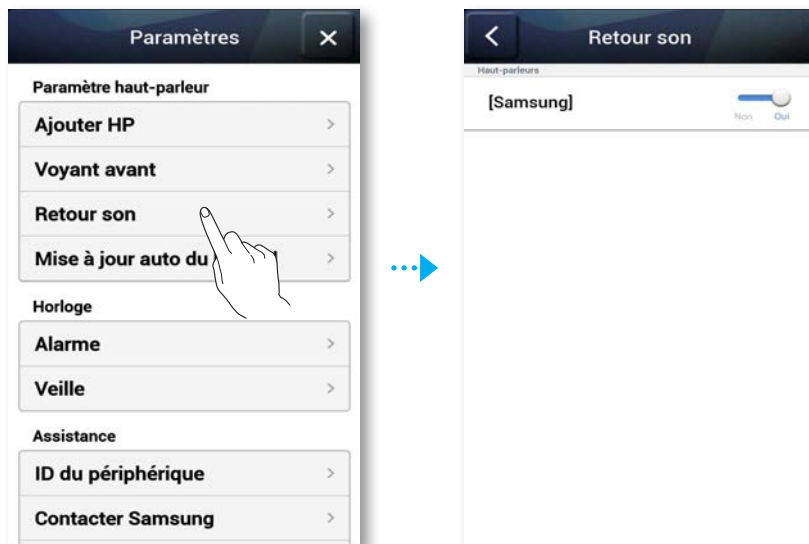 Paramètres
Paramètre haut-parleur
Ajouter HP
Voyant avant
Retour son
Mise à jour auto du
Horloge
Alarme
Veille
Assistance
ID du périphérique
Contacter Samsung
Retour son
Haut-parleurs
[Samsung]
Non Oui